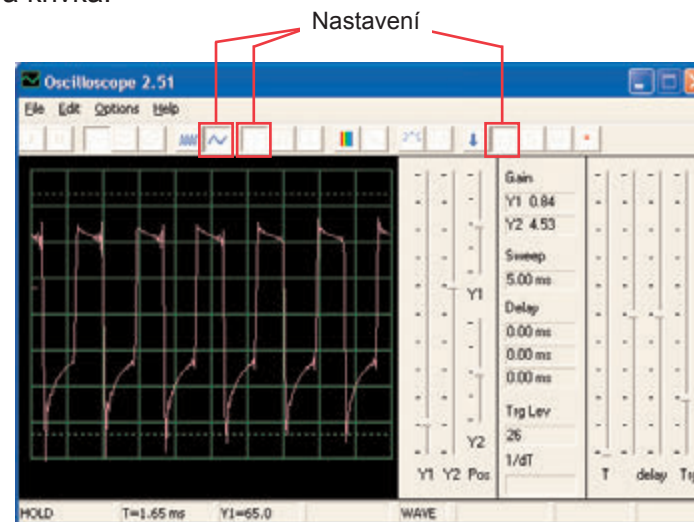 a křivka.
Nastavení
Oscilloscope 2.51
File Edit Options Help
Gain
Y1 0.84
Y2 4.53
Sweep
5.00 ms
Y1
Delay
0.00 ms
0.00 ms
0.00 ms
Trg Lev
26
Y2
1/dT
Y1 Y2 Pos
T delay Trg
HOLD T=1.65 ms Y1=65.0 WAVE